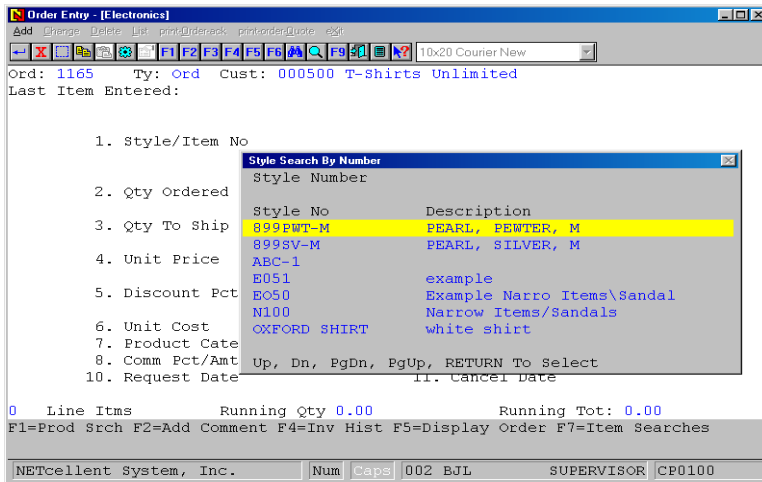 Order Entry - [Electronics]
Add Change Delete List print-Order-ack print-order-Quote eXit
X F1 F2 F3 F4 F5 F6 F9 10x20 Courier New
Ord: 1165 Ty: Ord Cust: 000500 T-Shirts Unlimited
Last Item Entered:
1. Style/Item No
Style Search By Number
Style Number
2. Qty Ordered
Style No Description
3. Qty To Ship
899PWT-M PEARL, PEWTER, M
899SV-M PEARL, SILVER, M
4. Unit Price
ABC-1
E051 example
5. Discount Pct
EO50 Example Narro Items\Sandal
N100 Narrow Items/Sandals
6. Unit Cost
OXFORD SHIRT white shirt
7. Product Cate
8. Comm Pct/Amt
Up, Dn, PgDn, PgUp, RETURN To Select
10. Request Date 11. Cancel Date
0 Line Itms Running Qty 0.00 Running Tot: 0.00
F1=Prod Srch F2=Add Comment F4=Inv Hist F5=Display Order F7=Item Searches
NETcellent System, Inc. Num Caps 002 BJL SUPERVISOR CP0100